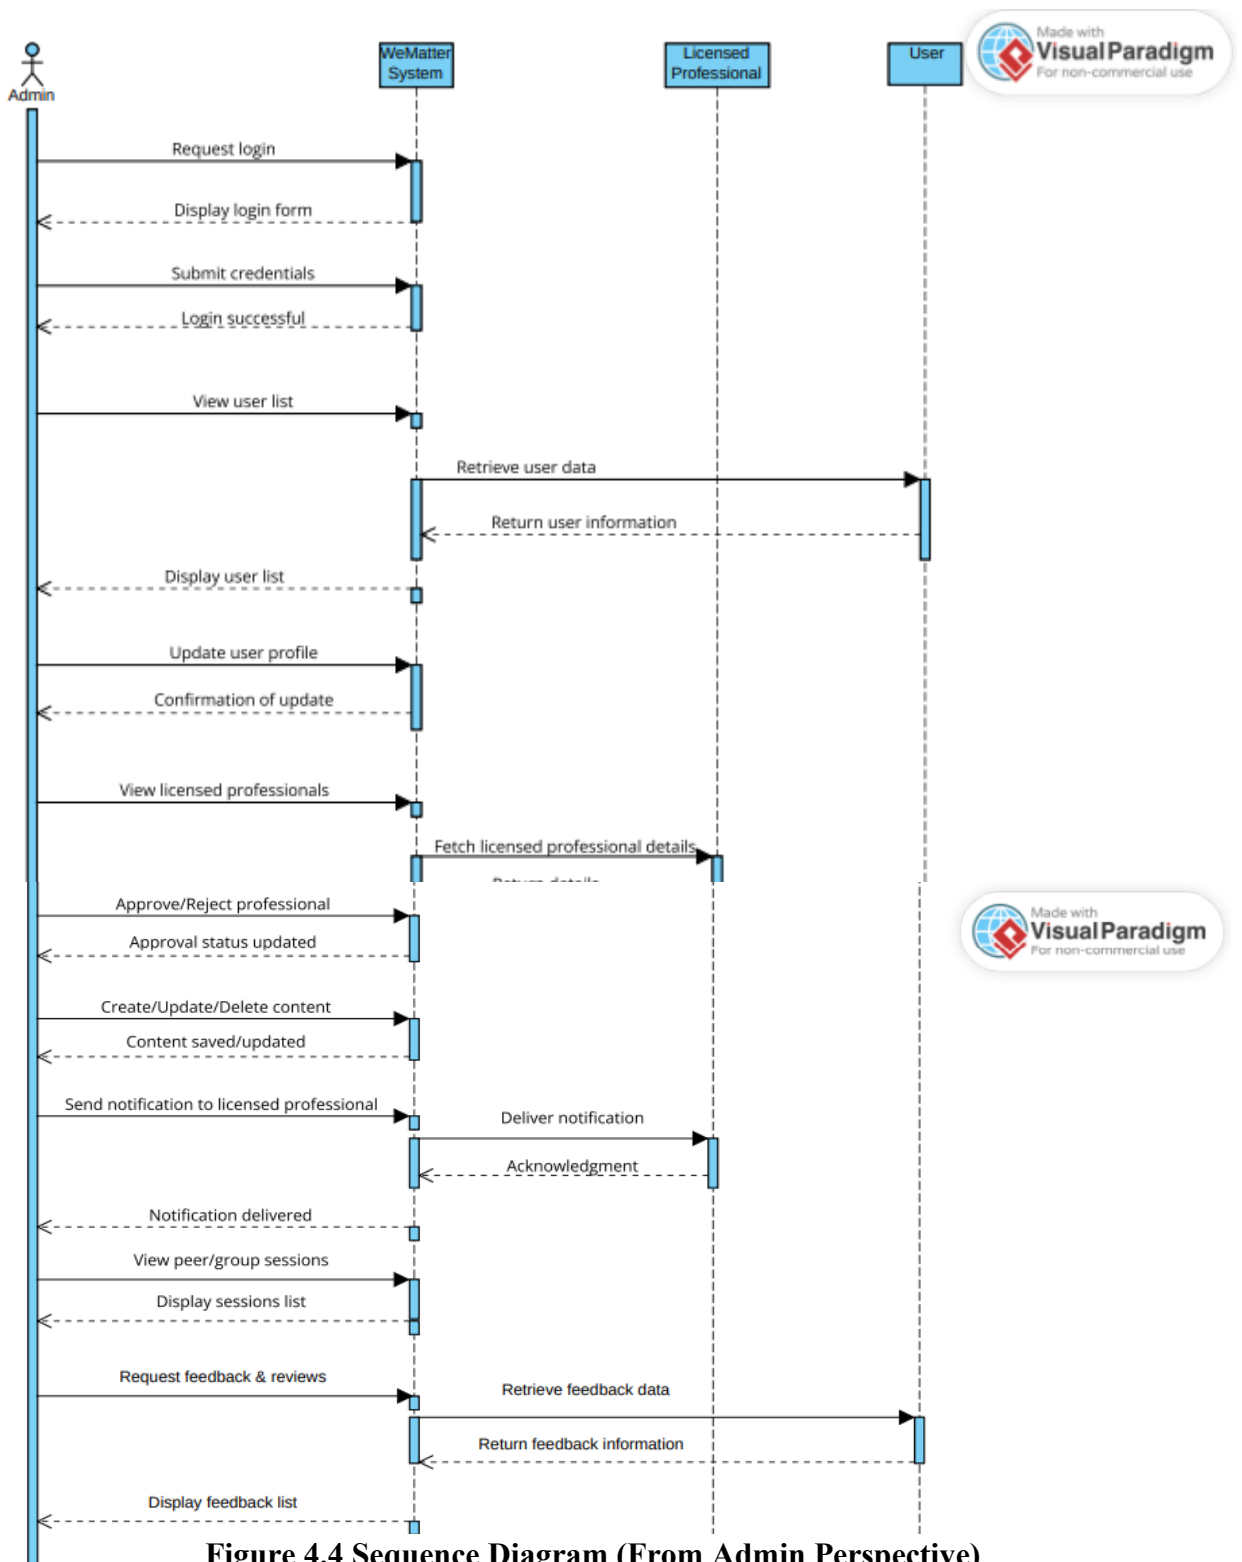 Made with
Visual Paradigm
For non-commercial use
Admin
WeMatter
System
Licensed
Professional
User
Request login
Display login form
Submit credentials
Login successful
View user list
Retrieve user data
Return user information
Display user list
Update user profile
Confirmation of update
View licensed professionals
Fetch licensed professional details
Return details
Approve/Reject professional
Made with
Visual Paradigm
For non-commercial use
Approval status updated
Create/Update/Delete content
Content saved/updated
Send notification to licensed professional
Deliver notification
Acknowledgment
Notification delivered
View peer/group sessions
Display sessions list
Request feedback & reviews
Retrieve feedback data
Return feedback information
Display feedback list
Figure 4.4 Sequence Diagram (From Admin Perspective)